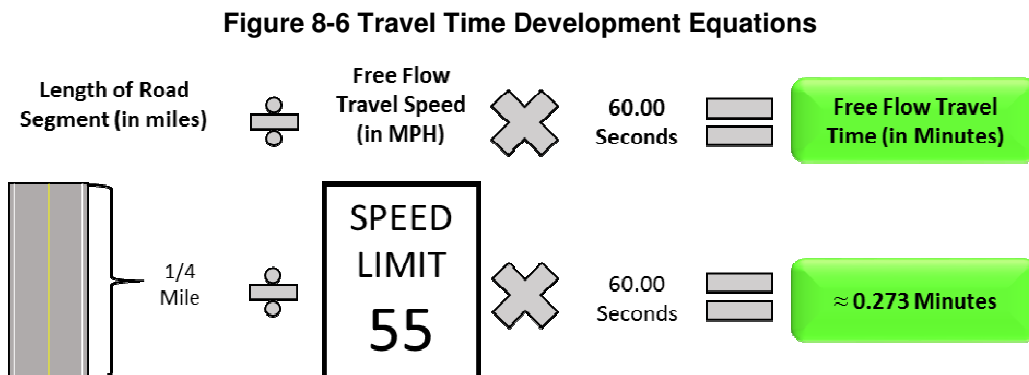 Figure 8-6 Travel Time Development Equations
Length of Road
Segment (in miles)
Free Flow
Travel Speed
(in MPH)
60.00
Seconds
Free Flow Travel
Time (in Minutes)
1/4
Mile
SPEED
LIMIT
55
60.00
Seconds
≈ 0.273 Minutes